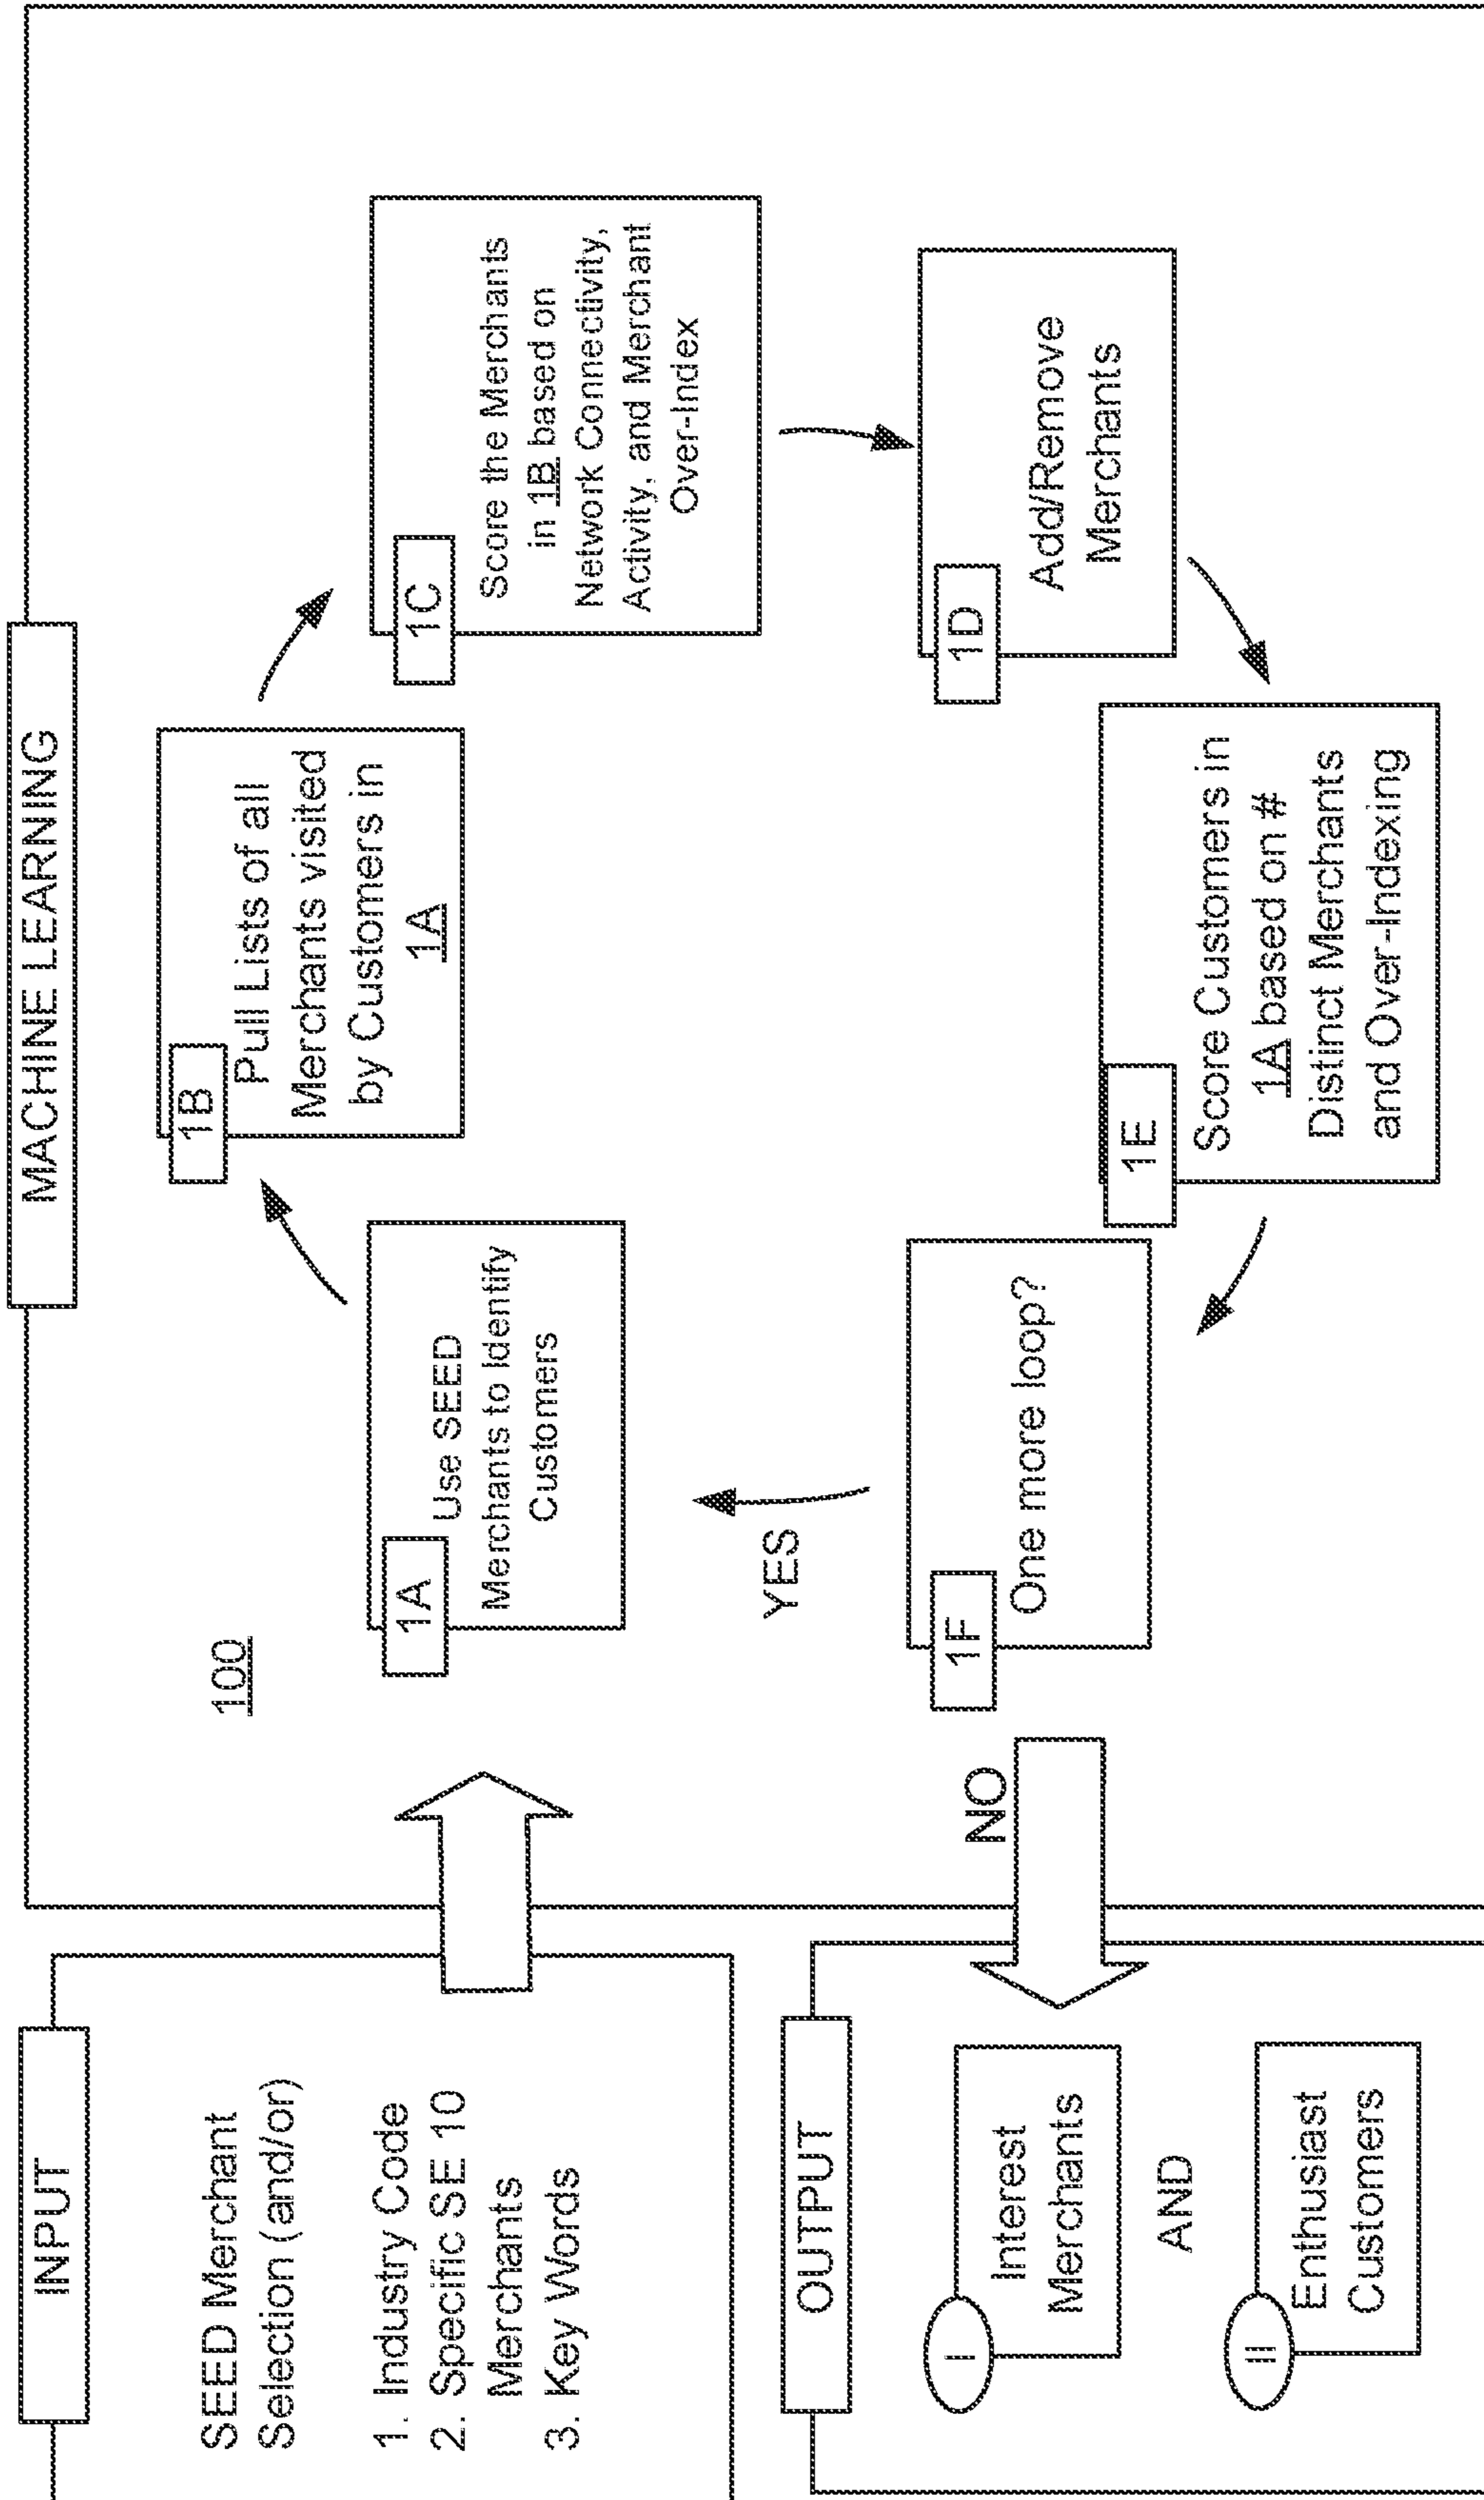 INPUT
SEED Merchant
Selection (and/or)
1. Industry Code
2. Specific SE 10
Merchants
3. Key Words
OUTPUT
I
Interest
Merchants
AND
II
Enthusiast
Customers
MACHINE LEARNING
100
1A
Use SEED
Merchants to Identify
Customers
1B
Pull Lists of all
Merchants visited
by Customers in
1A
1C
Score the Merchants
in 1B based on
Network Connectivity,
Activity, and Merchant
Over-Index
1D
Add/Remove
Merchants
1E
Score Customers in
1A based on #
Distinct Merchants
and Over-Indexing
1F
One more loop?
YES
NO